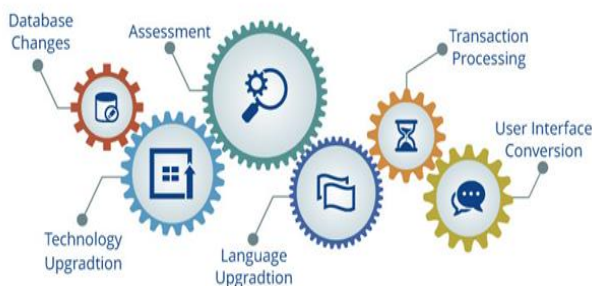 Database
Changes
Assessment
Transaction
Processing
User Interface
Conversion
Technology
Upgradtion
Language
Upgradtion